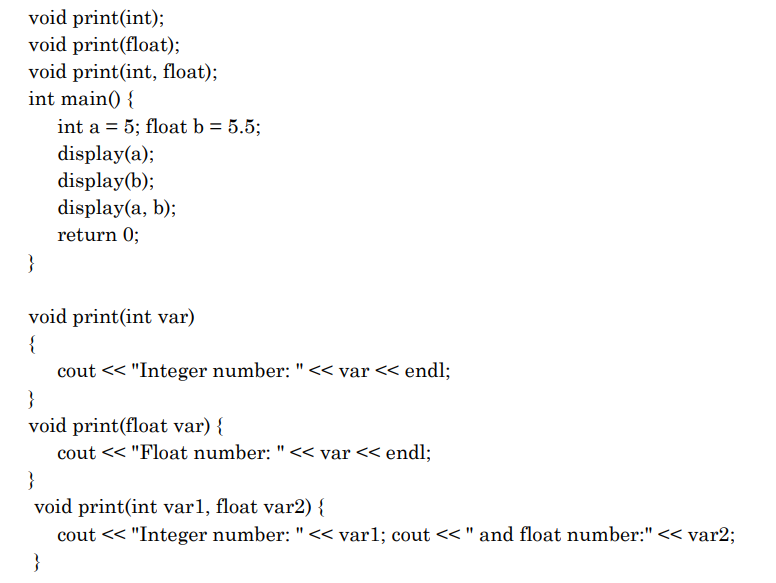 void print(int);
void print(float);
void print(int, float);
int main() {
int a = 5; float b = 5.5;
display(a);
display(b);
display(a, b);
return 0;
}
void print(int var)
{
cout << "Integer number: " << var << endl;
}
void print(float var) {
cout << "Float number: " << var << endl;
}
void print(int var1, float var2) {
cout << "Integer number: " << var1; cout << " and float number:" << var2;
}